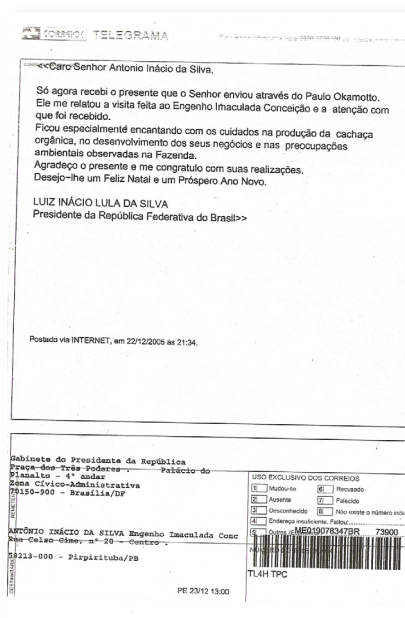 CORREIOS TELEGRAMA
<<Caro Senhor Antonio Inácio da Silva,
Só agora recebi o presente que o Senhor enviou através do Paulo Okamotto.
Ele me relatou a visita feita ao Engenho Imaculada Conceição e a atenção com
que foi recebido.
Ficou especialmente encantando com os cuidados na produção da cachaça
orgânica, no desenvolvimento dos seus negócios e nas preocupações
ambientais observadas na Fazenda.
Agradeço o presente e me congratulo com suas realizações.
Desejo-lhe um Feliz Natal e um Próspero Ano Novo.
LUIZ INÁCIO LULA DA SILVA
Presidente da República Federativa do Brasil>>
Postado via INTERNET, em 22/12/2005 às 21:34.
Gabinete do Presidente da República
Praça dos Três Poderes . Palácio do
Planalto - 4° andar
Zona Cívico-Administrativa
70150-900 - Brasília/DF
REMETENTE
ANTÔNIO INÁCIO DA SILVA Engenho Imaculada Conc
Rua Celso Cime, n° 20 - Centro .
58213-000 - Pirpirituba/PB
DESTINATÁRIO
PE 23/12 13:00
USO EXCLUSIVO DOS CORREIOS
1 Mudou-se 6 Recusado
2 Ausente 7 Falecido
3 Desconhecido 8 Não existe o número indi
4 Endereço insuficiente. Faltou:
5 Outros ME019078347BR 73900
TL4H TPC